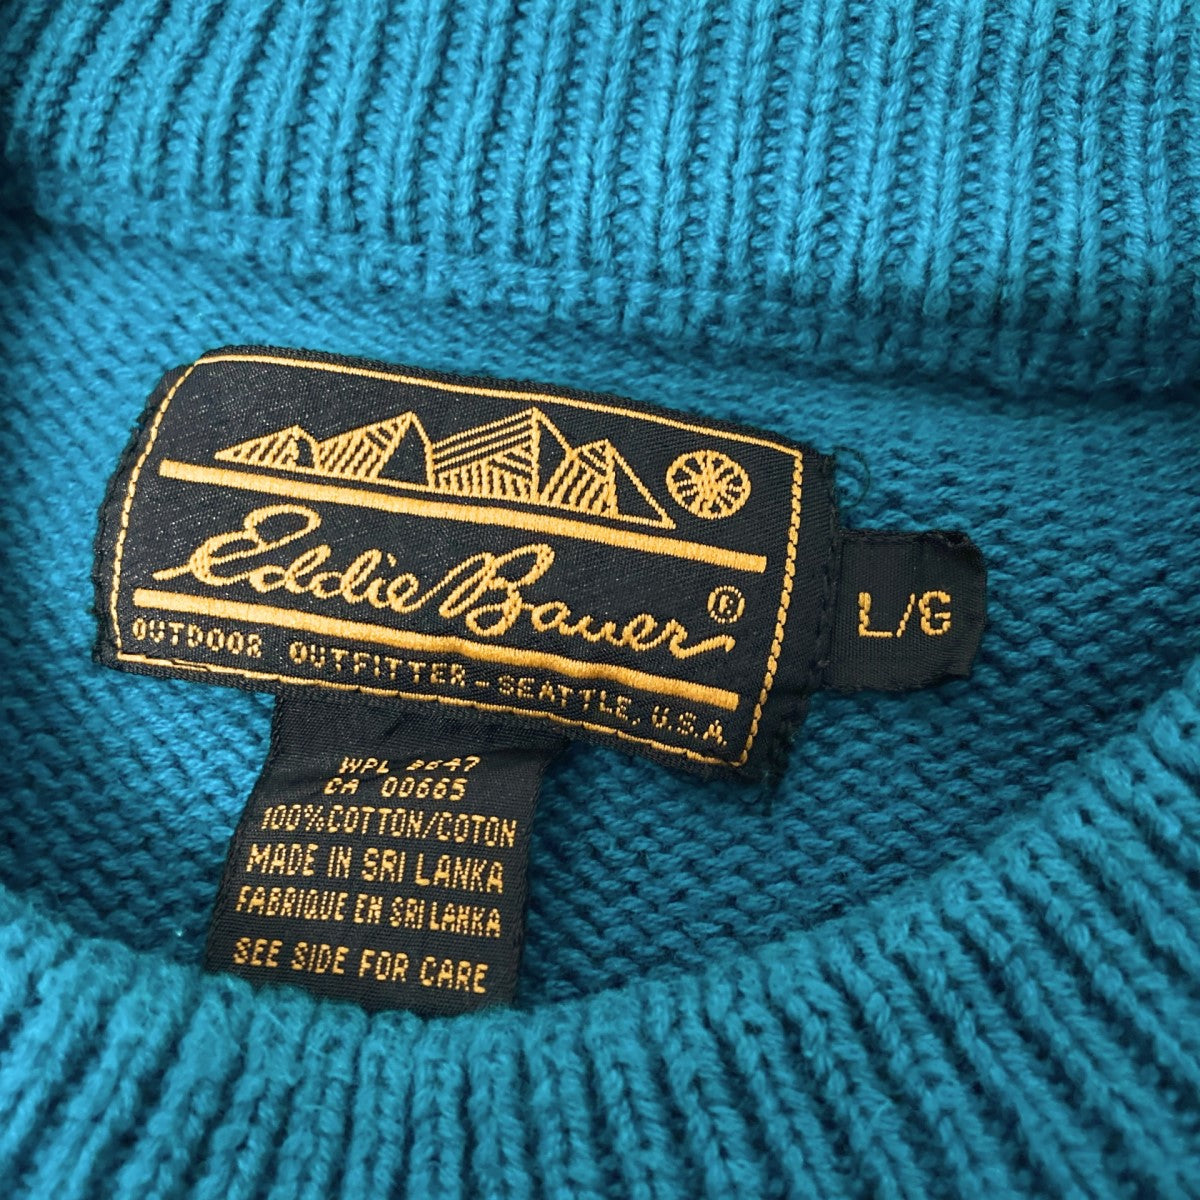 Eddie Bauer ®
OUTDOOR OUTFITTER - SEATTLE, U.S.A.
L/G
WPL
CA 00665
100% COTTON/COTON
MADE IN SRI LANKA
FABRIQUE EN SRI LANKA
SEE SIDE FOR CARE